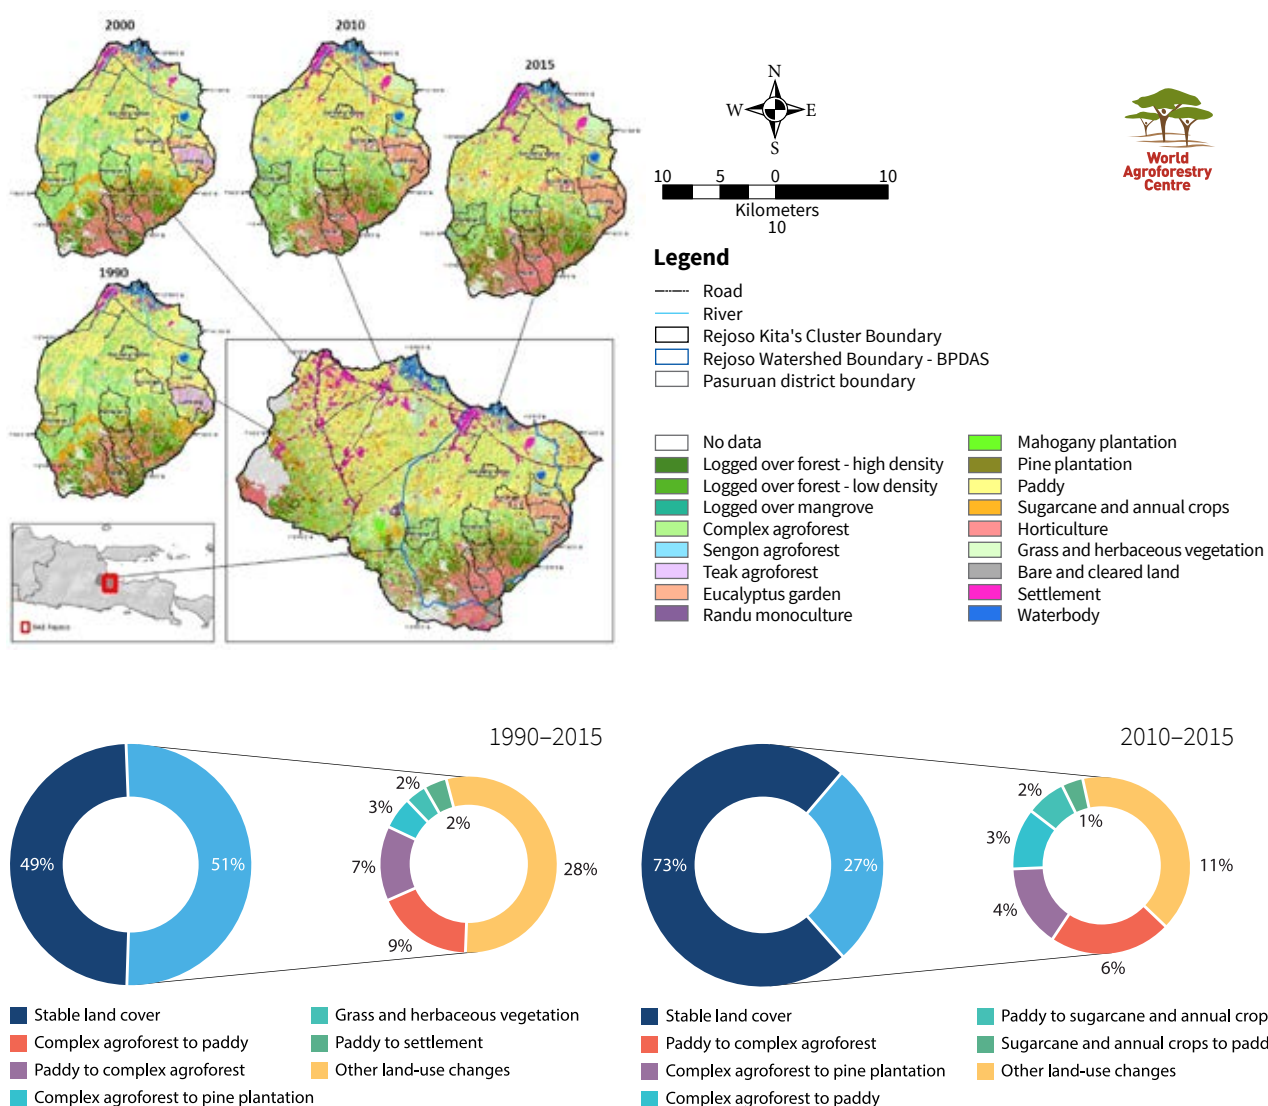 2000
2010
2015
1990
N
W E
S
10 5 0 10
Kilometers
10
World
Agroforestry
Centre
Legend
Road
River
Rejoso Kita's Cluster Boundary
Rejoso Watershed Boundary - BPDAS
Pasuruan district boundary
No data
Logged over forest - high density
Logged over forest - low density
Logged over mangrove
Complex agroforest
Sengon agroforest
Teak agroforest
Eucalyptus garden
Randu monoculture
Mahogany plantation
Pine plantation
Paddy
Sugarcane and annual crops
Horticulture
Grass and herbaceous vegetation
Bare and cleared land
Settlement
Waterbody
1990–2015
49%
51%
2%
3%
2%
7%
28%
9%
Stable land cover
Complex agroforest to paddy
Paddy to complex agroforest
Complex agroforest to pine plantation
Grass and herbaceous vegetation
Paddy to settlement
Other land-use changes
2010–2015
73%
27%
2%
1%
3%
11%
4%
6%
Stable land cover
Paddy to complex agroforest
Complex agroforest to pine plantation
Complex agroforest to paddy
Paddy to sugarcane and annual crop
Sugarcane and annual crops to padd
Other land-use changes